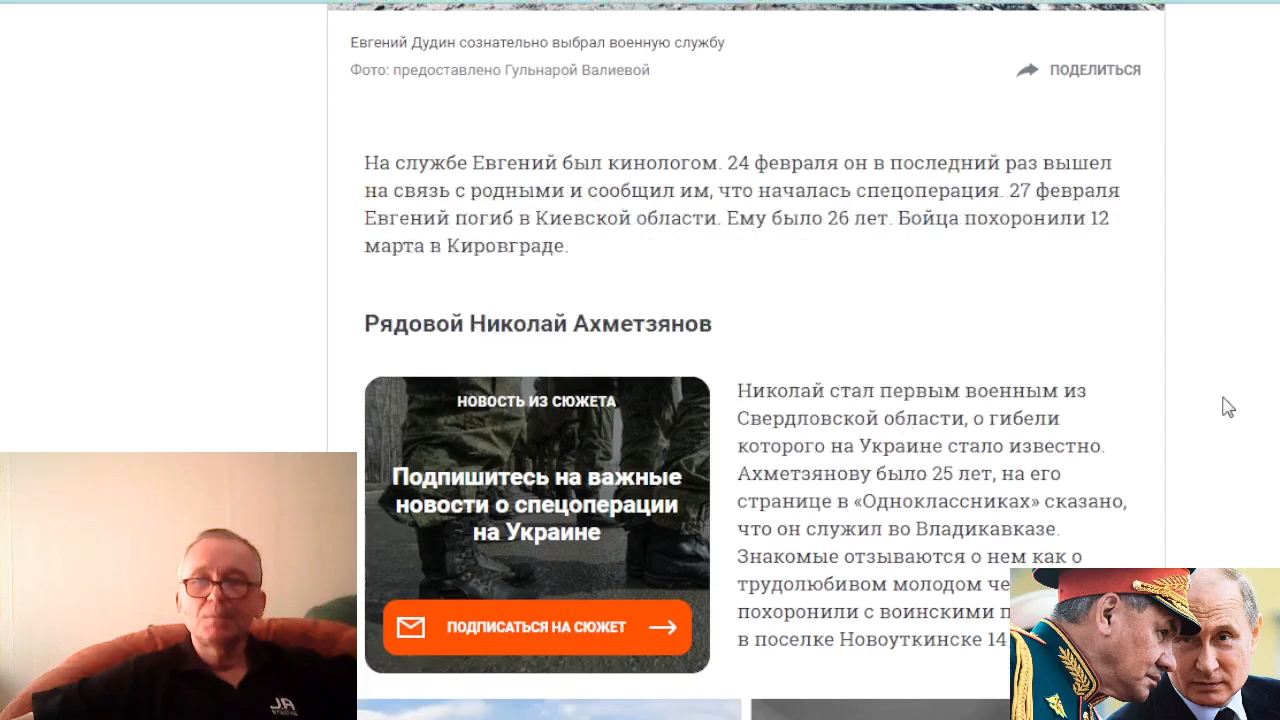 Евгений Дудин сознательно выбрал военную службу
Фото: предоставлено Гульнарой Валиевой
ПОДЕЛИТЬСЯ
На службе Евгений был кинологом. 24 февраля он в последний раз вышел
на связь с родными и сообщил им, что началась спецоперация. 27 февраля
Евгений погиб в Киевской области. Ему было 26 лет. Бойца похоронили 12
марта в Кировграде.
Рядовой Николай Ахметзянов
НОВОСТЬ ИЗ СЮЖЕТА
Подпишитесь на важные
новости о спецоперации
на Украине
ПОДПИСАТЬСЯ НА СЮЖЕТ
Николай стал первым военным из
Свердловской области, о гибели
которого на Украине стало известно.
Ахметзянову было 25 лет, на его
странице в «Одноклассниках» сказано,
что он служил во Владикавказе.
Знакомые отзываются о нем как о
трудолюбивом молодом че
похоронили с воинскими п
в поселке Новоуткинске 14
J.A